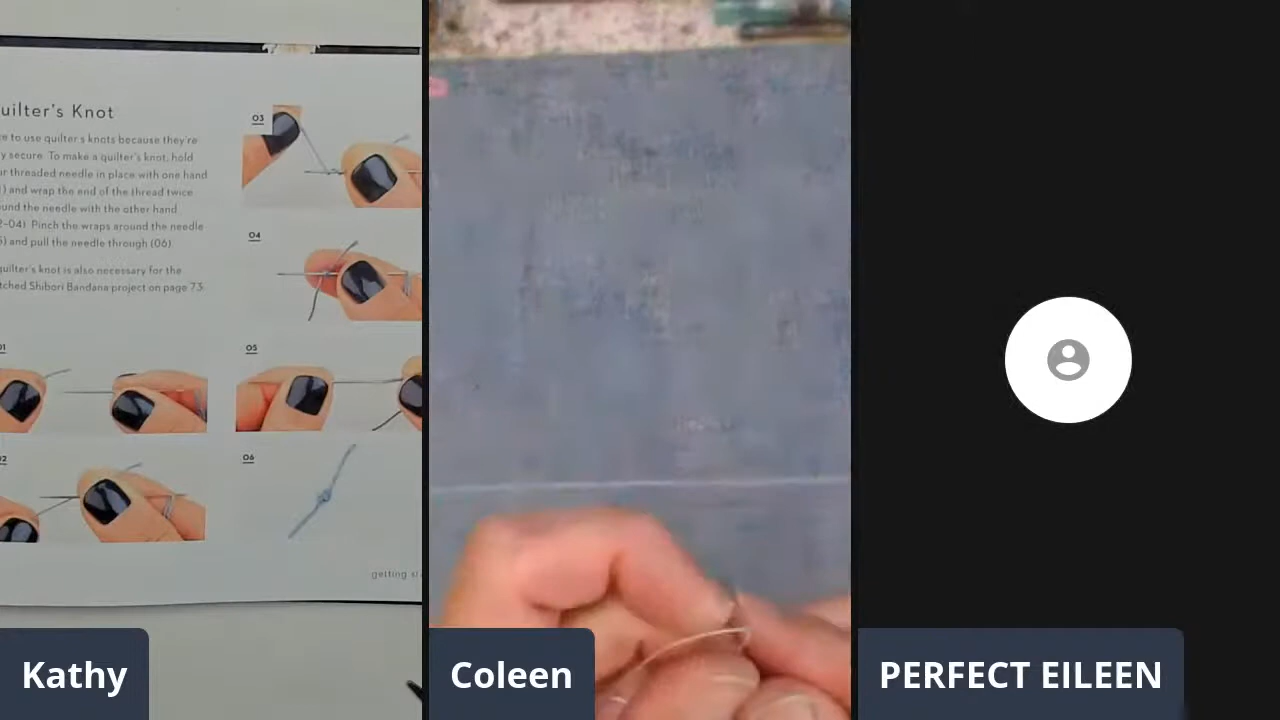 uilter's Knot
e to use quilter's knots because they're
y secure. To make a quilter's knot, hold
ur threaded needle in place with one hand
1) and wrap the end of the thread twice
und the needle with the other hand
2–04). Pinch the wraps around the needle
5) and pull the needle through (06).
quilter's knot is also necessary for the
tched Shibori Bandana project on page 73.
03
04
01
05
02
06
getting st
Kathy
Coleen
PERFECT EILEEN